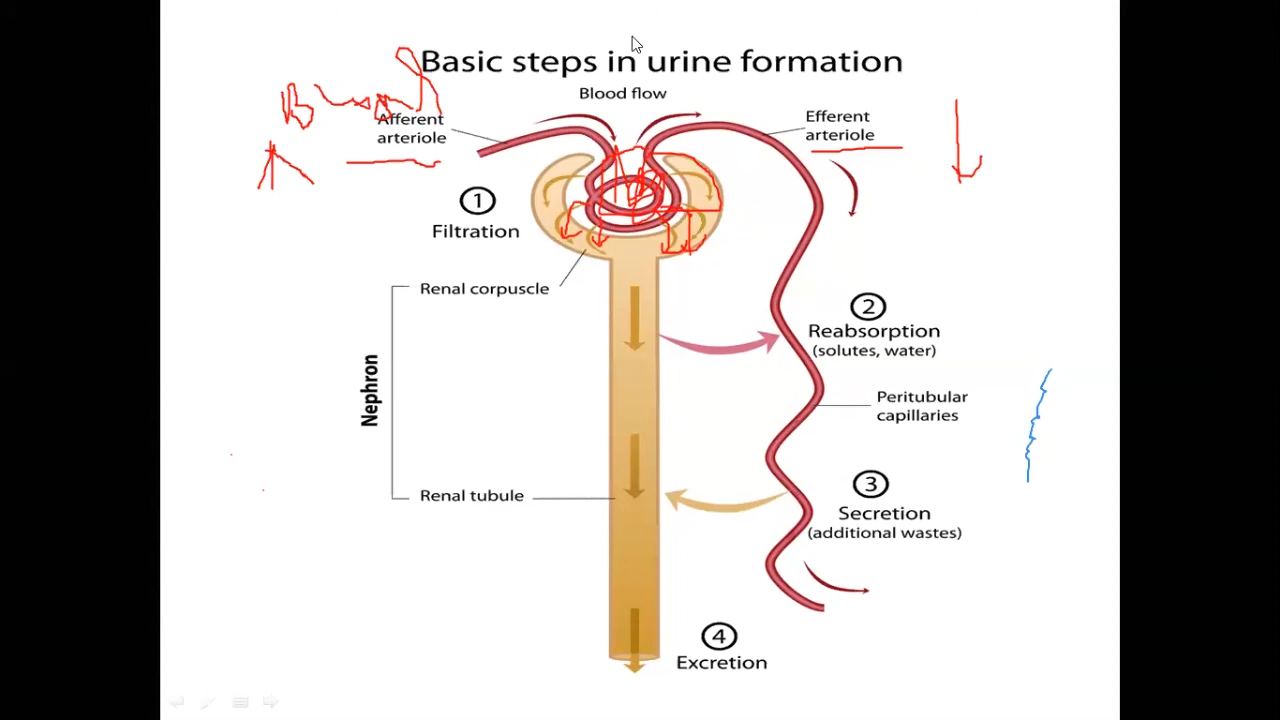 Basic steps in urine formation
Blood flow
Blood
Afferent
arteriole
Efferent
arteriole
1
Filtration
Renal corpuscle
2
Reabsorption
(solutes, water)
Nephron
Peritubular
capillaries
3
Renal tubule
Secretion
(additional wastes)
4
Excretion